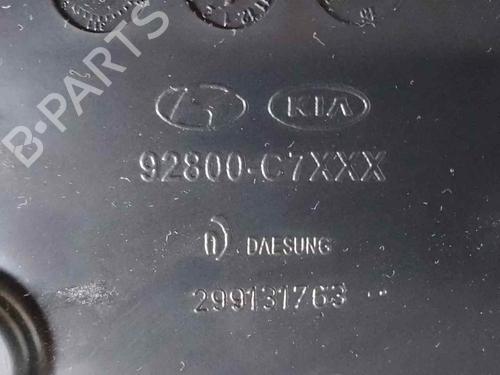 KIA
92800-C7XXX
DAESUNG
299131763
B-PARTS